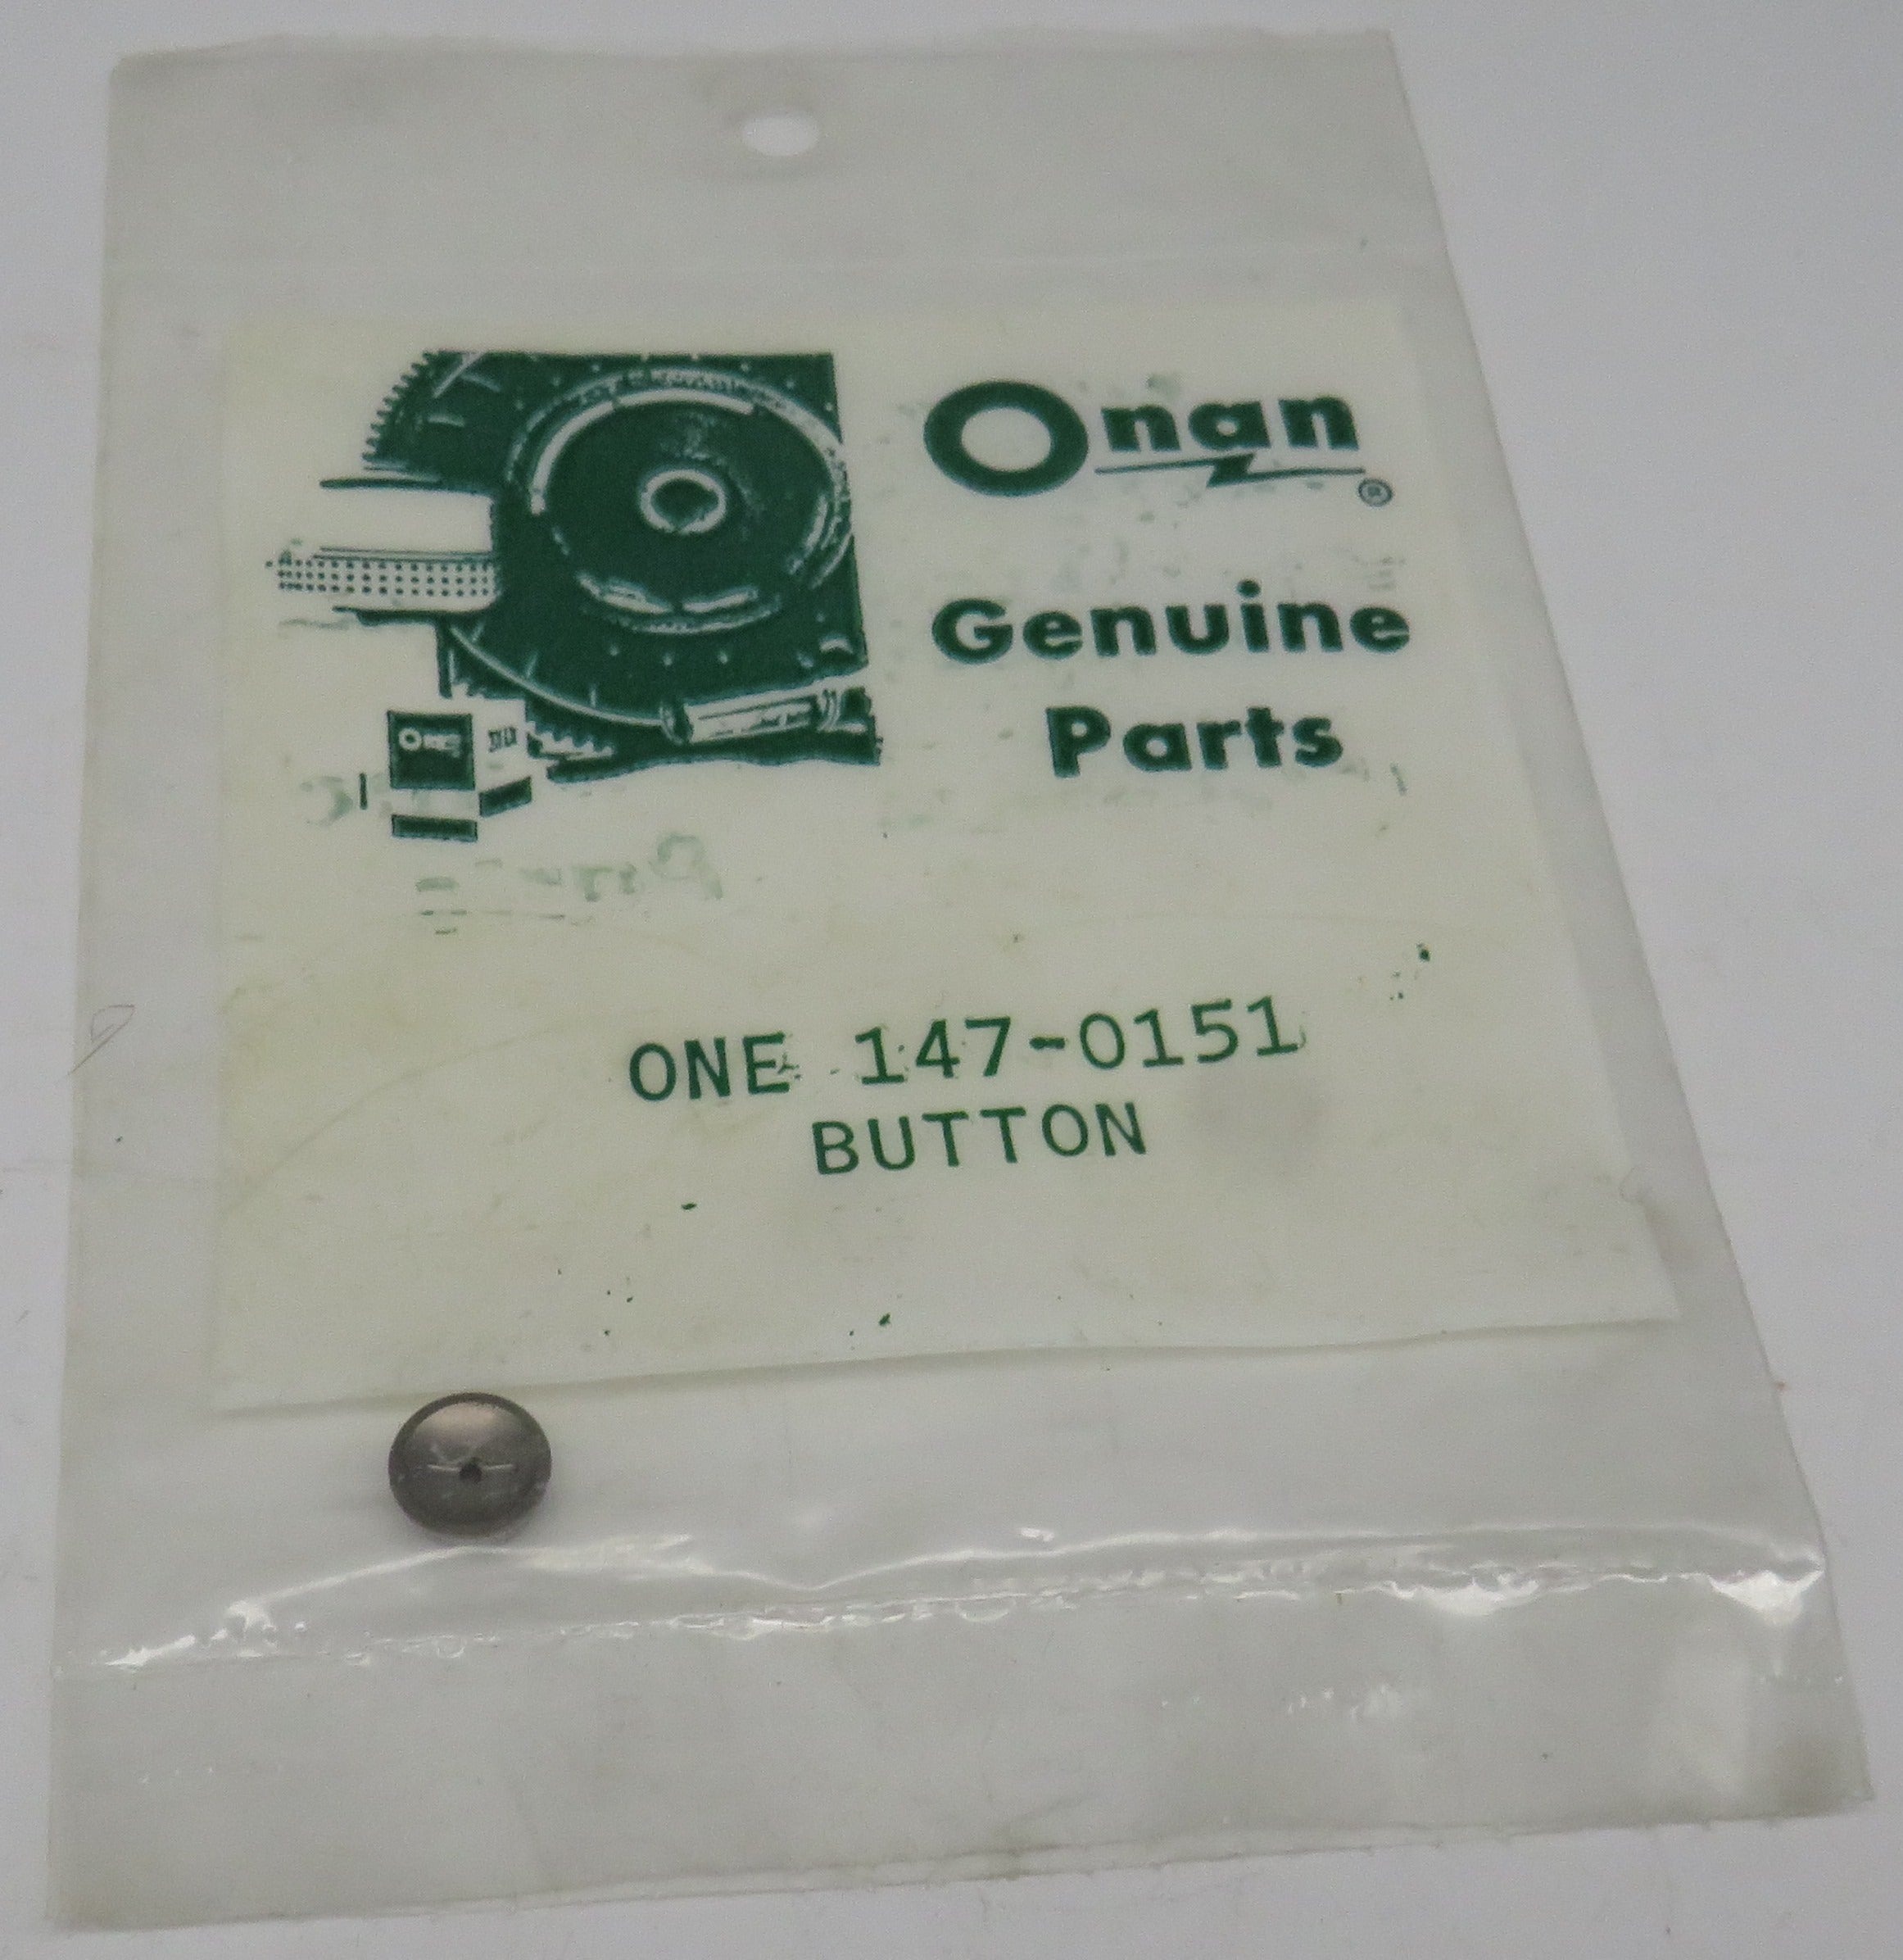 Onan®
Genuine
Parts
ONE 147-0151
BUTTON